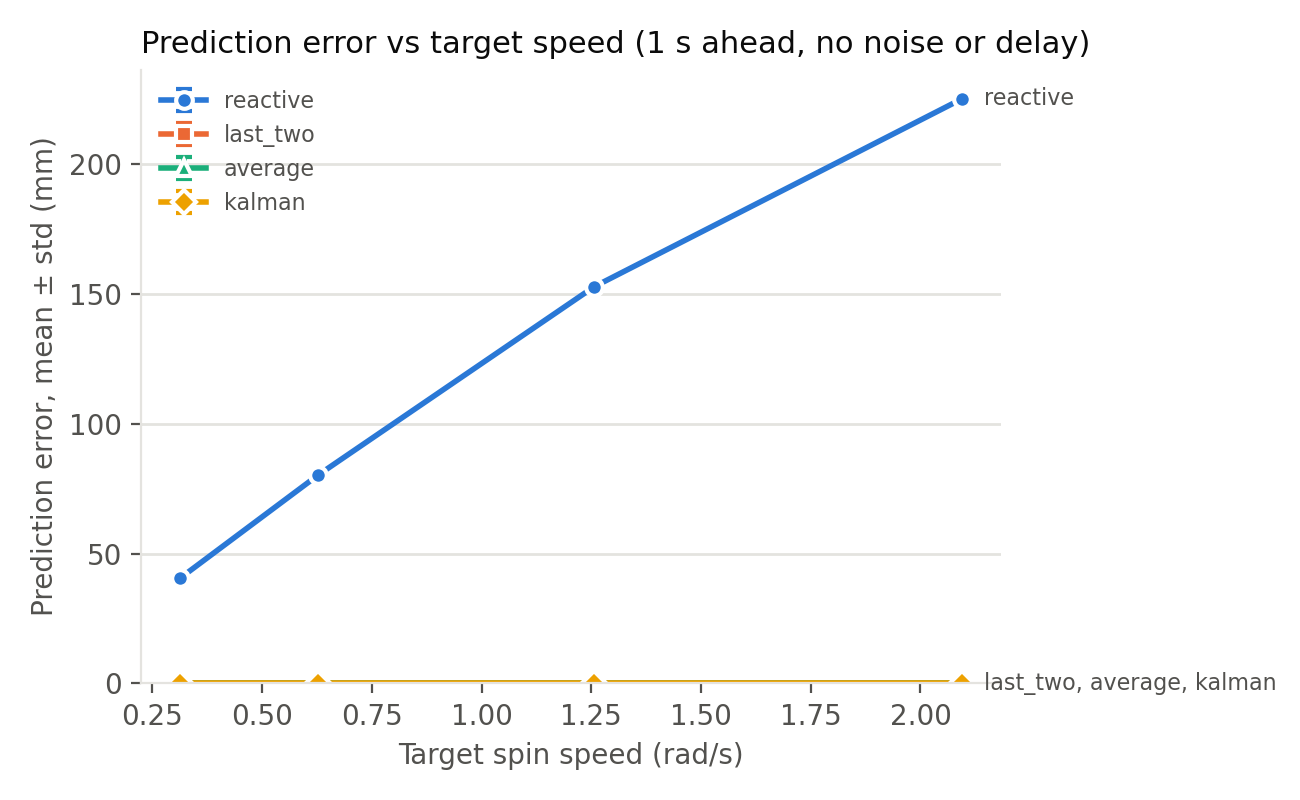 Prediction error vs target speed (1 s ahead, no noise or delay)
reactive
last_two
average
kalman
reactive
last_two, average, kalman
Prediction error, mean ± std (mm)
200
150
100
50
0
0.25 0.50 0.75 1.00 1.25 1.50 1.75 2.00
Target spin speed (rad/s)